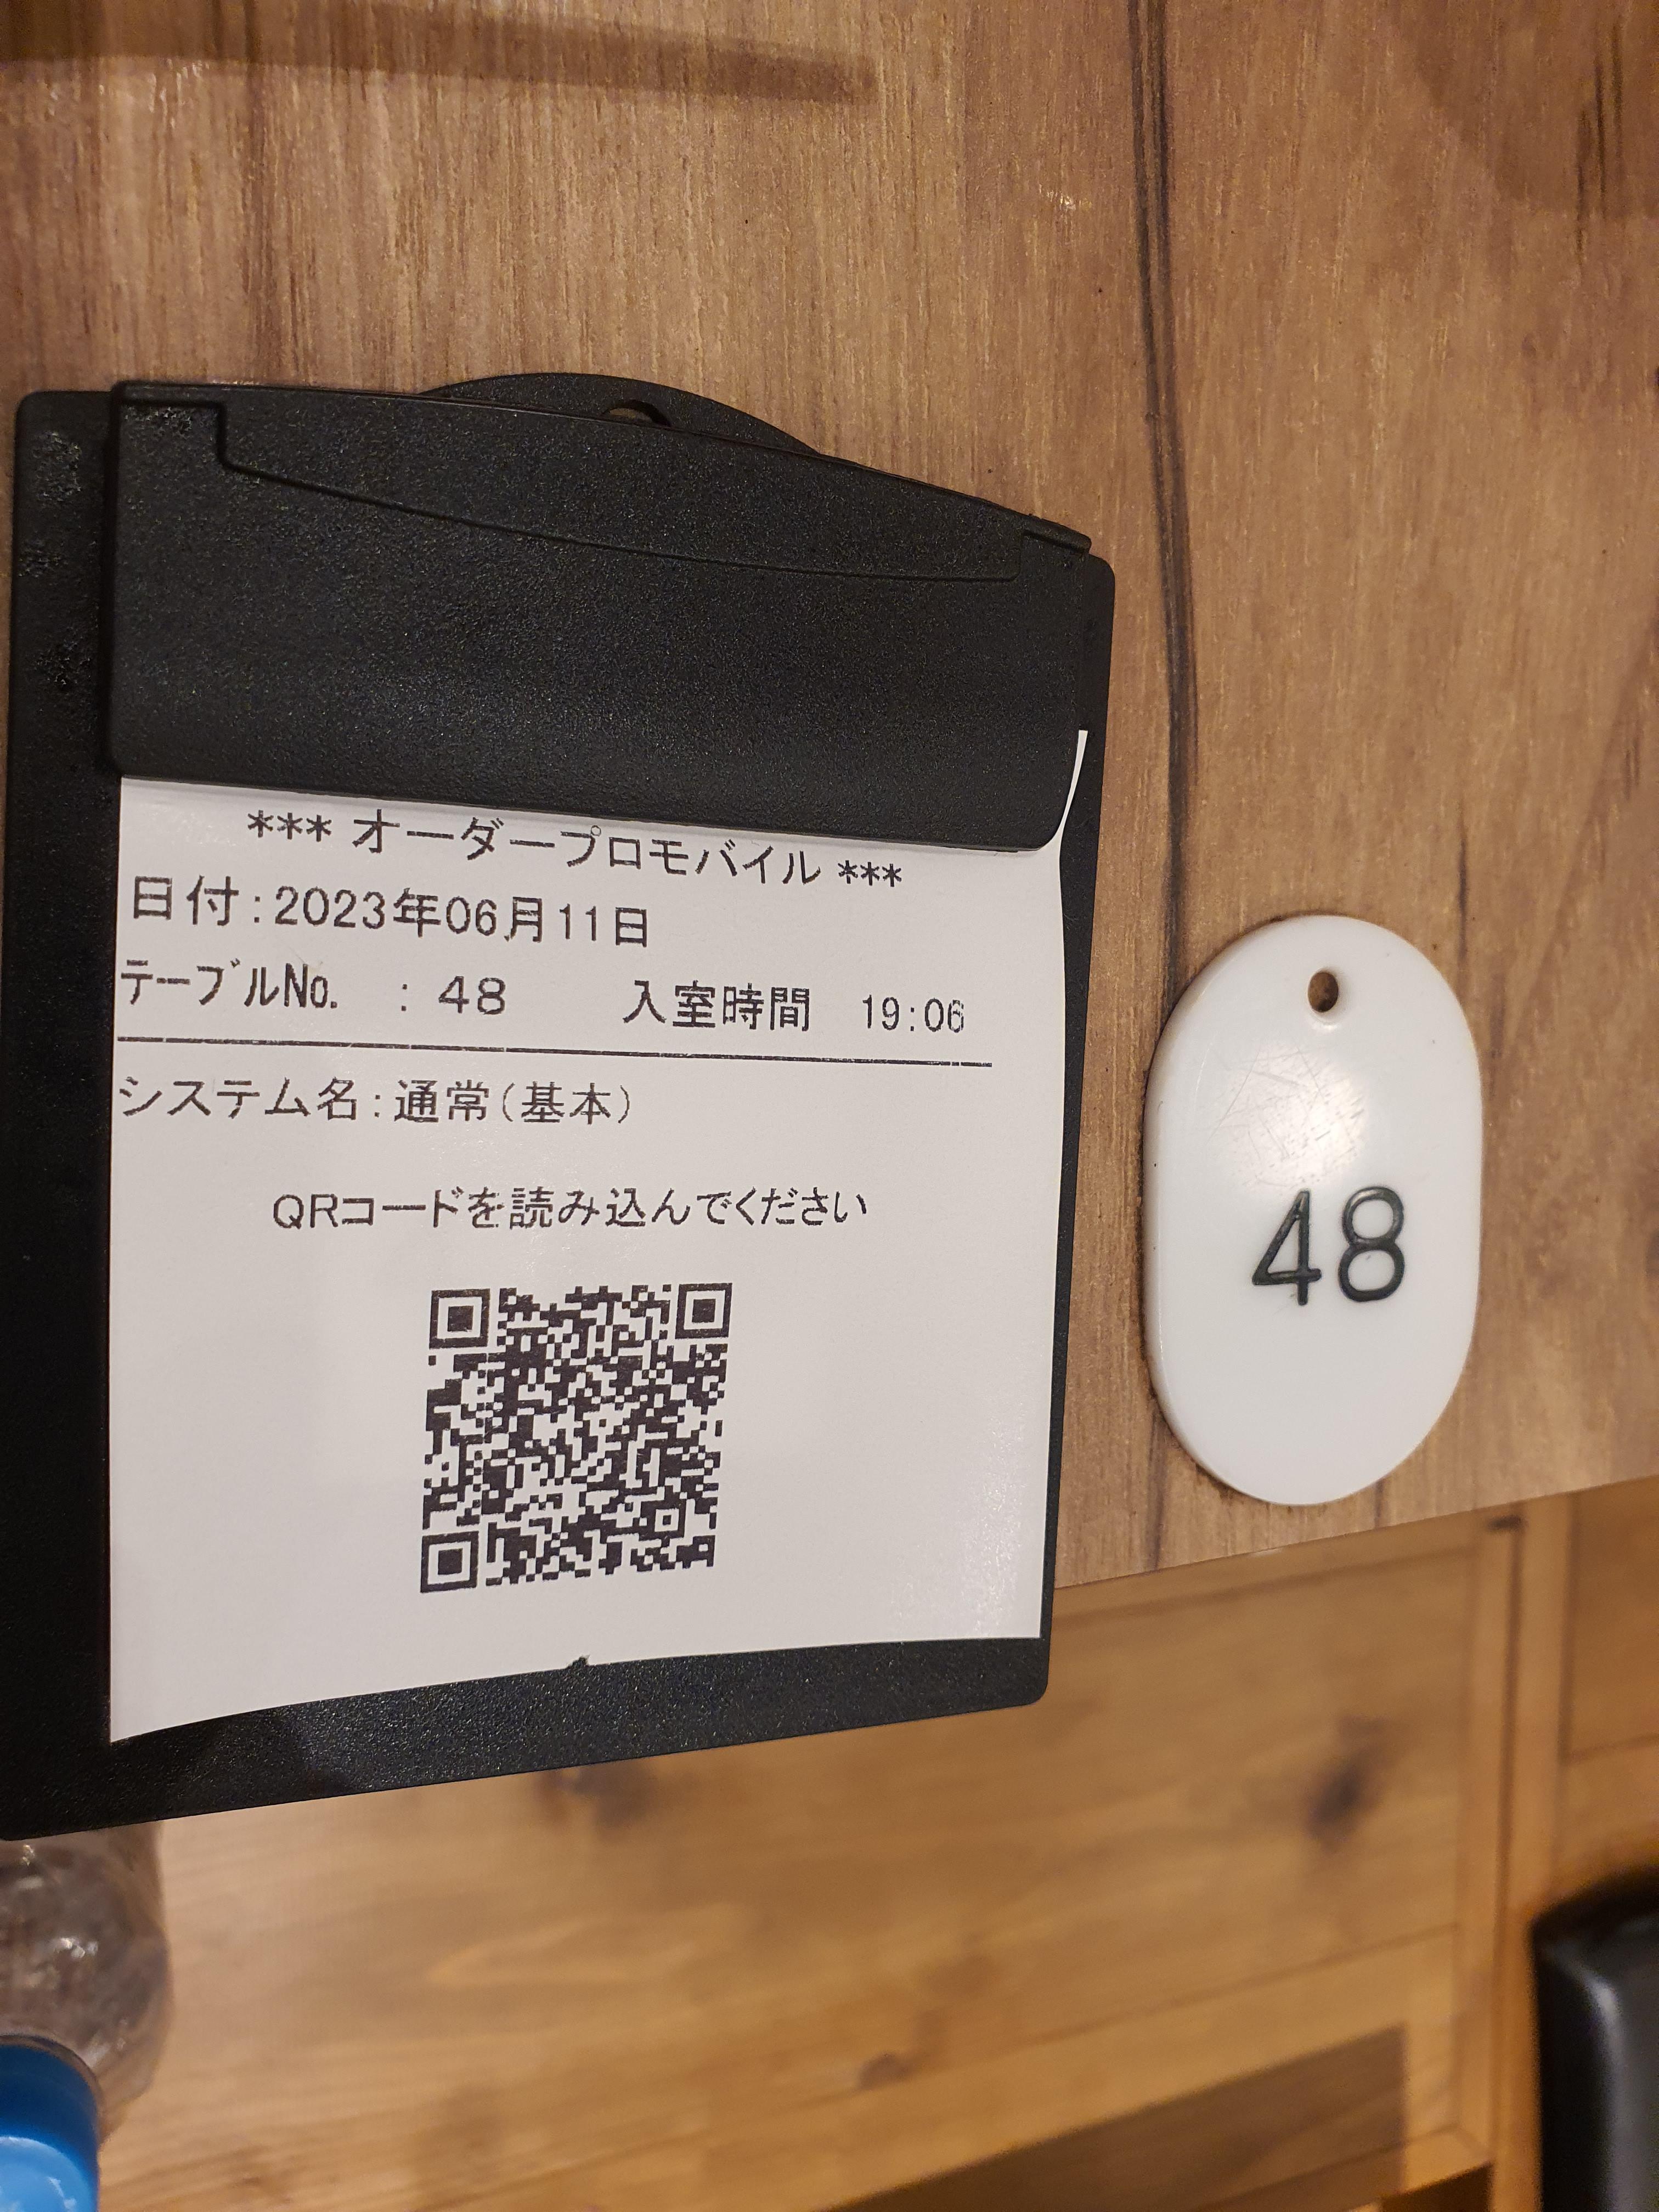 *** オーダープロモバイル ***
日付:2023年06月11日
テーブルNo. : 48 入室時間 19:06
システム名:通常(基本)
QRコードを読み込んでください
48